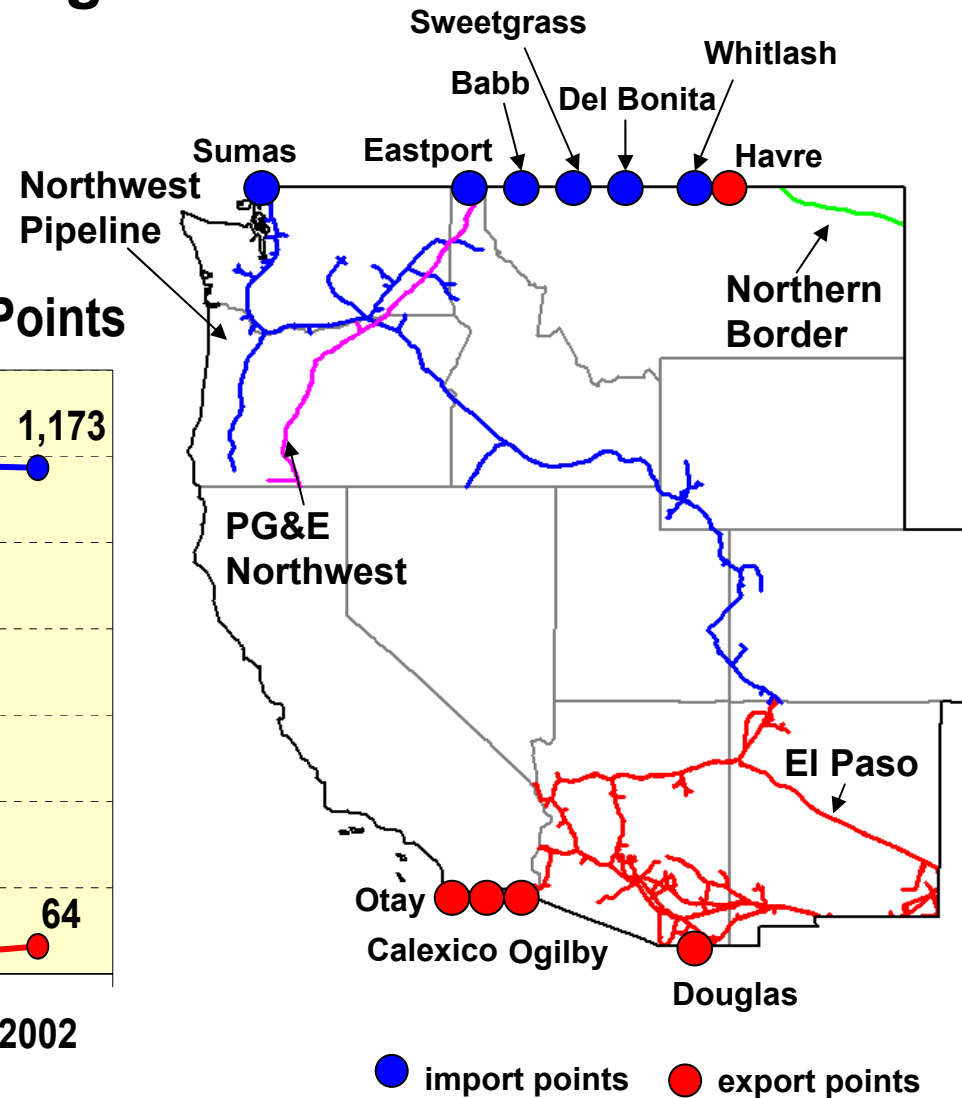 g
Sweetgrass
Whitlash
Babb
Del Bonita
Sumas
Eastport
Havre
Northwest
Pipeline
Northern
Border
Points
1,173
PG&E
Northwest
El Paso
64
Otay
Calexico
Ogilby
Douglas
2002
import points
export points